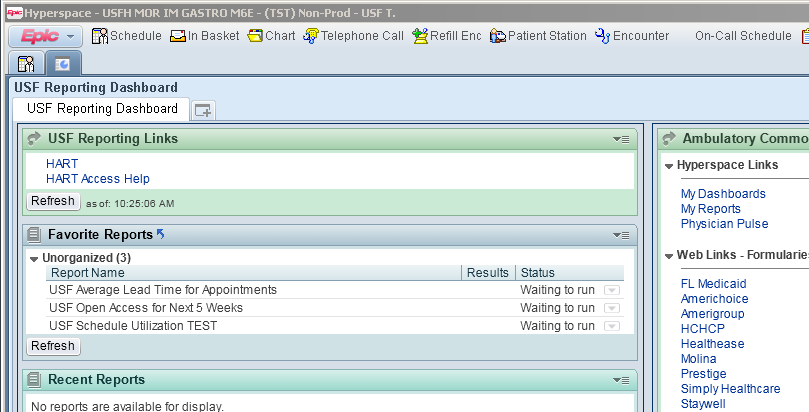 Epic Hyperspace - USFH MOR IM GASTRO M6E - (TST) Non-Prod - USF T.
Epic Schedule In Basket Chart Telephone Call Refill Enc Patient Station Encounter On-Call Schedule
USF Reporting Dashboard
USF Reporting Dashboard
USF Reporting Links
HART
HART Access Help
Refresh as of: 10:25:06 AM
Favorite Reports
Unorganized (3)
Report Name Results Status
USF Average Lead Time for Appointments Waiting to run
USF Open Access for Next 5 Weeks Waiting to run
USF Schedule Utilization TEST Waiting to run
Refresh
Recent Reports
No reports are available for display.
Ambulatory Commo
Hyperspace Links
My Dashboards
My Reports
Physician Pulse
Web Links - Formularies
FL Medicaid
Americhoice
Amerigroup
HCHCP
Healthease
Molina
Prestige
Simply Healthcare
Staywell